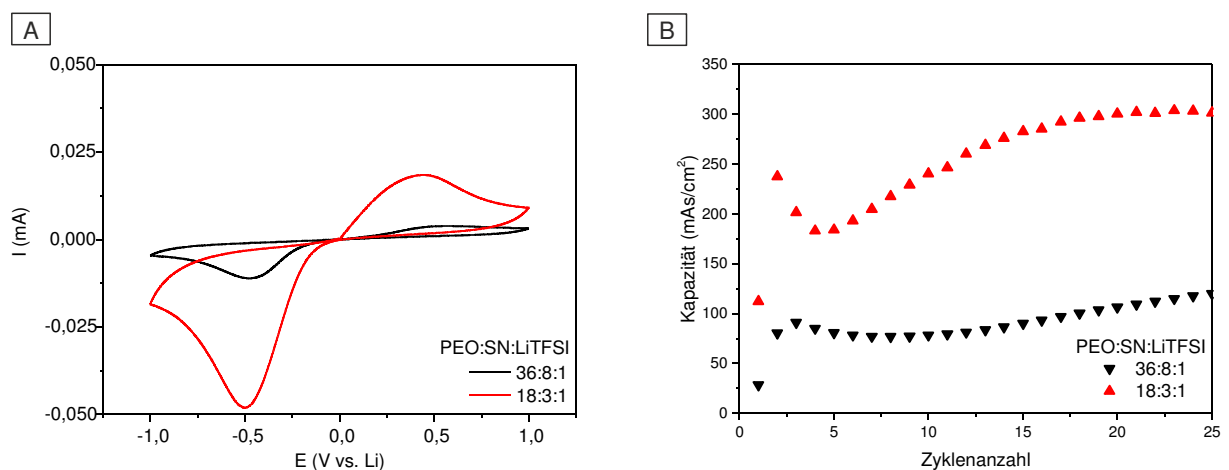 A
0,050
0,025
0,000
-0,025
-0,050
I (mA)
-1,0 -0,5 0,0 0,5 1,0
E (V vs. Li)
PEO:SN:LiTFSI
36:8:1
18:3:1
B
350
300
250
200
150
100
50
0
Kapazität (mAs/cm²)
0 5 10 15 20 25
Zyklenanzahl
PEO:SN:LiTFSI
36:8:1
18:3:1